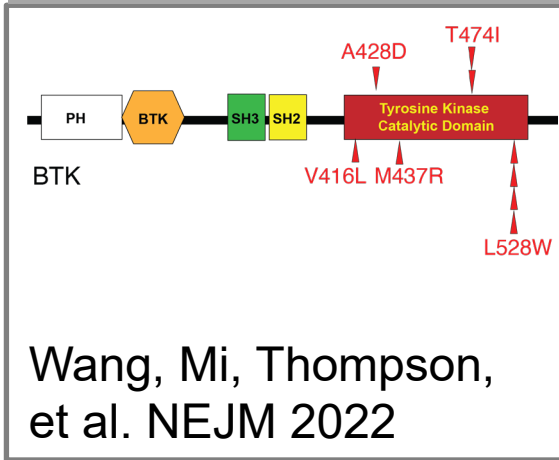 T474I
A428D
PH
BTK
SH3
SH2
Tyrosine Kinase
Catalytic Domain
BTK
V416L
M437R
L528W
Wang, Mi, Thompson,
et al. NEJM 2022